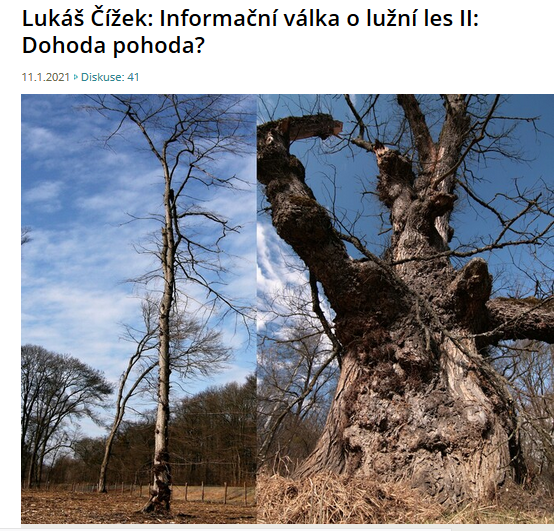 Lukáš Čížek: Informační válka o lužní les II:
Dohoda pohoda?
11.1.2021 ▹ Diskuse: 41